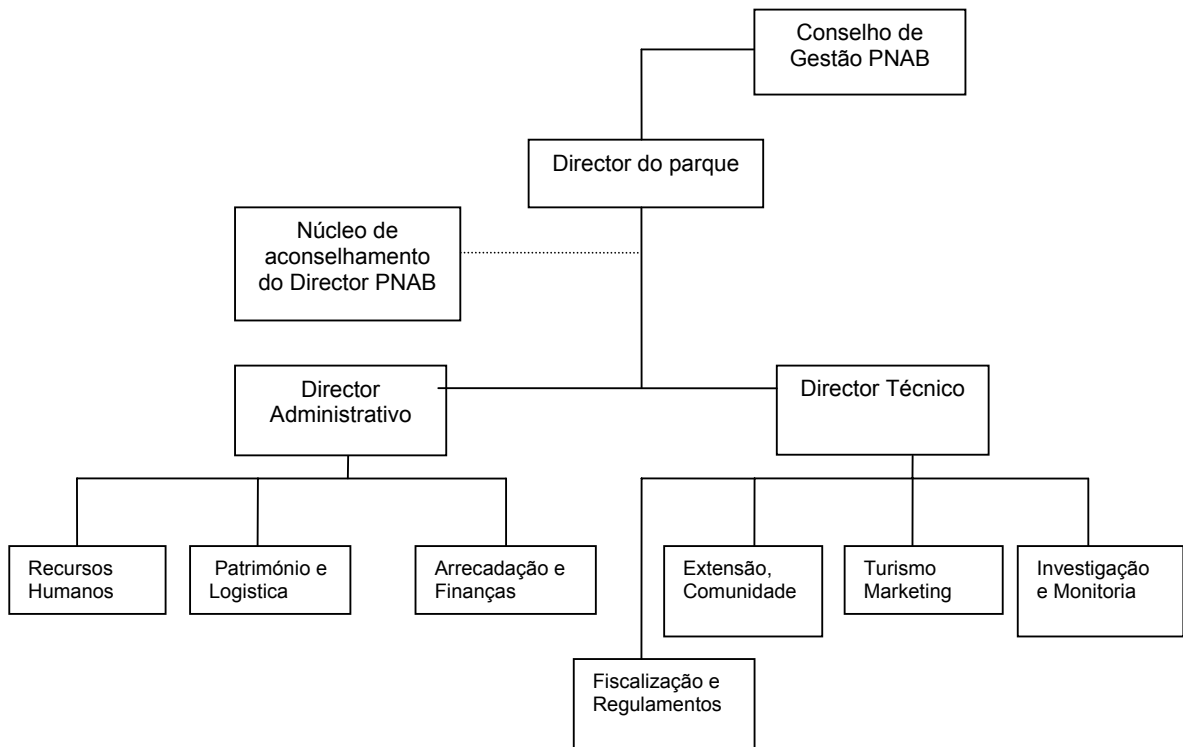 Conselho de
Gestão PNAB
Director do parque
Núcleo de
aconselhamento
do Director PNAB
Director
Administrativo
Director Técnico
Recursos
Humanos
Património e
Logistica
Arrecadação e
Finanças
Extensão,
Comunidade
Turismo
Marketing
Investigação
e Monitoria
Fiscalização e
Regulamentos